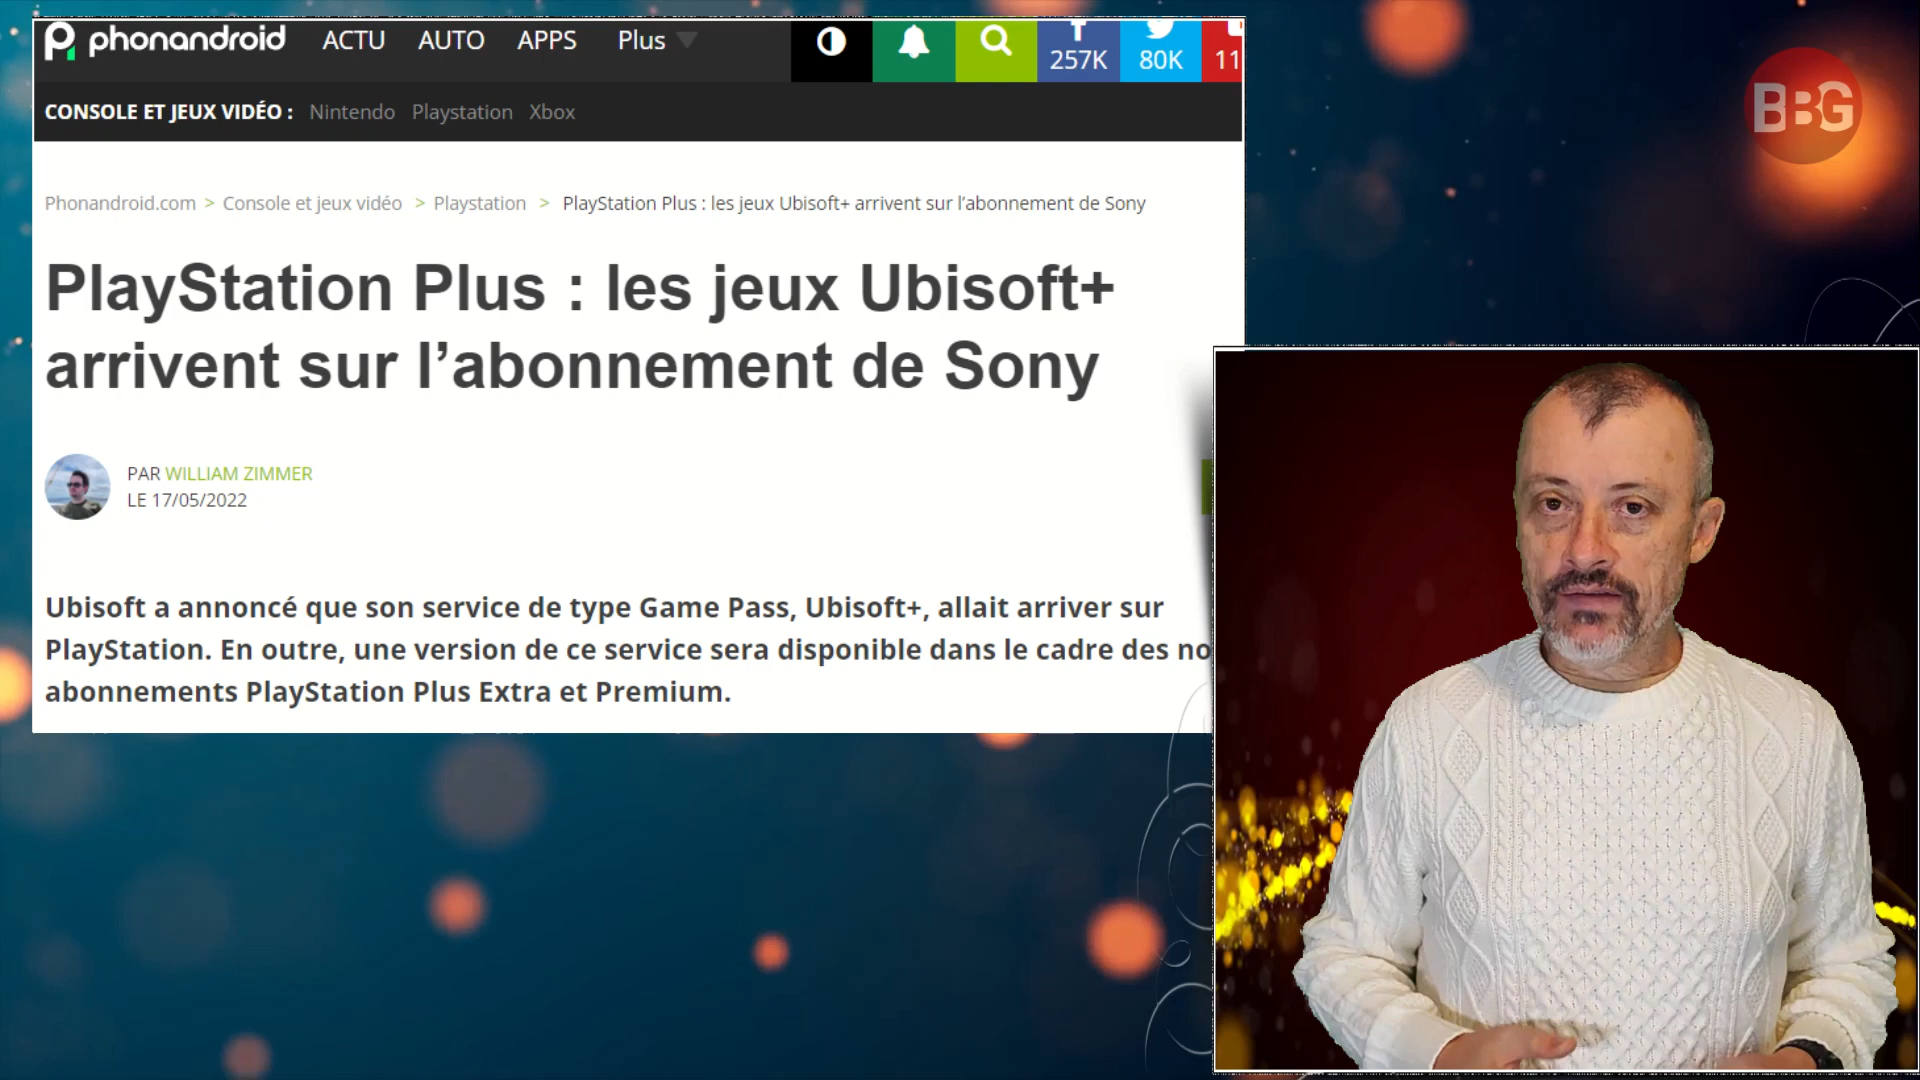 phonandroid ACTU AUTO APPS Plus
257K 80K 11
CONSOLE ET JEUX VIDÉO : Nintendo Playstation Xbox
BBG
Phonandroid.com > Console et jeux vidéo > Playstation > PlayStation Plus : les jeux Ubisoft+ arrivent sur l’abonnement de Sony
PlayStation Plus : les jeux Ubisoft+
arrivent sur l’abonnement de Sony
PAR WILLIAM ZIMMER
LE 17/05/2022
Ubisoft a annoncé que son service de type Game Pass, Ubisoft+, allait arriver sur
PlayStation. En outre, une version de ce service sera disponible dans le cadre des no
abonnements PlayStation Plus Extra et Premium.